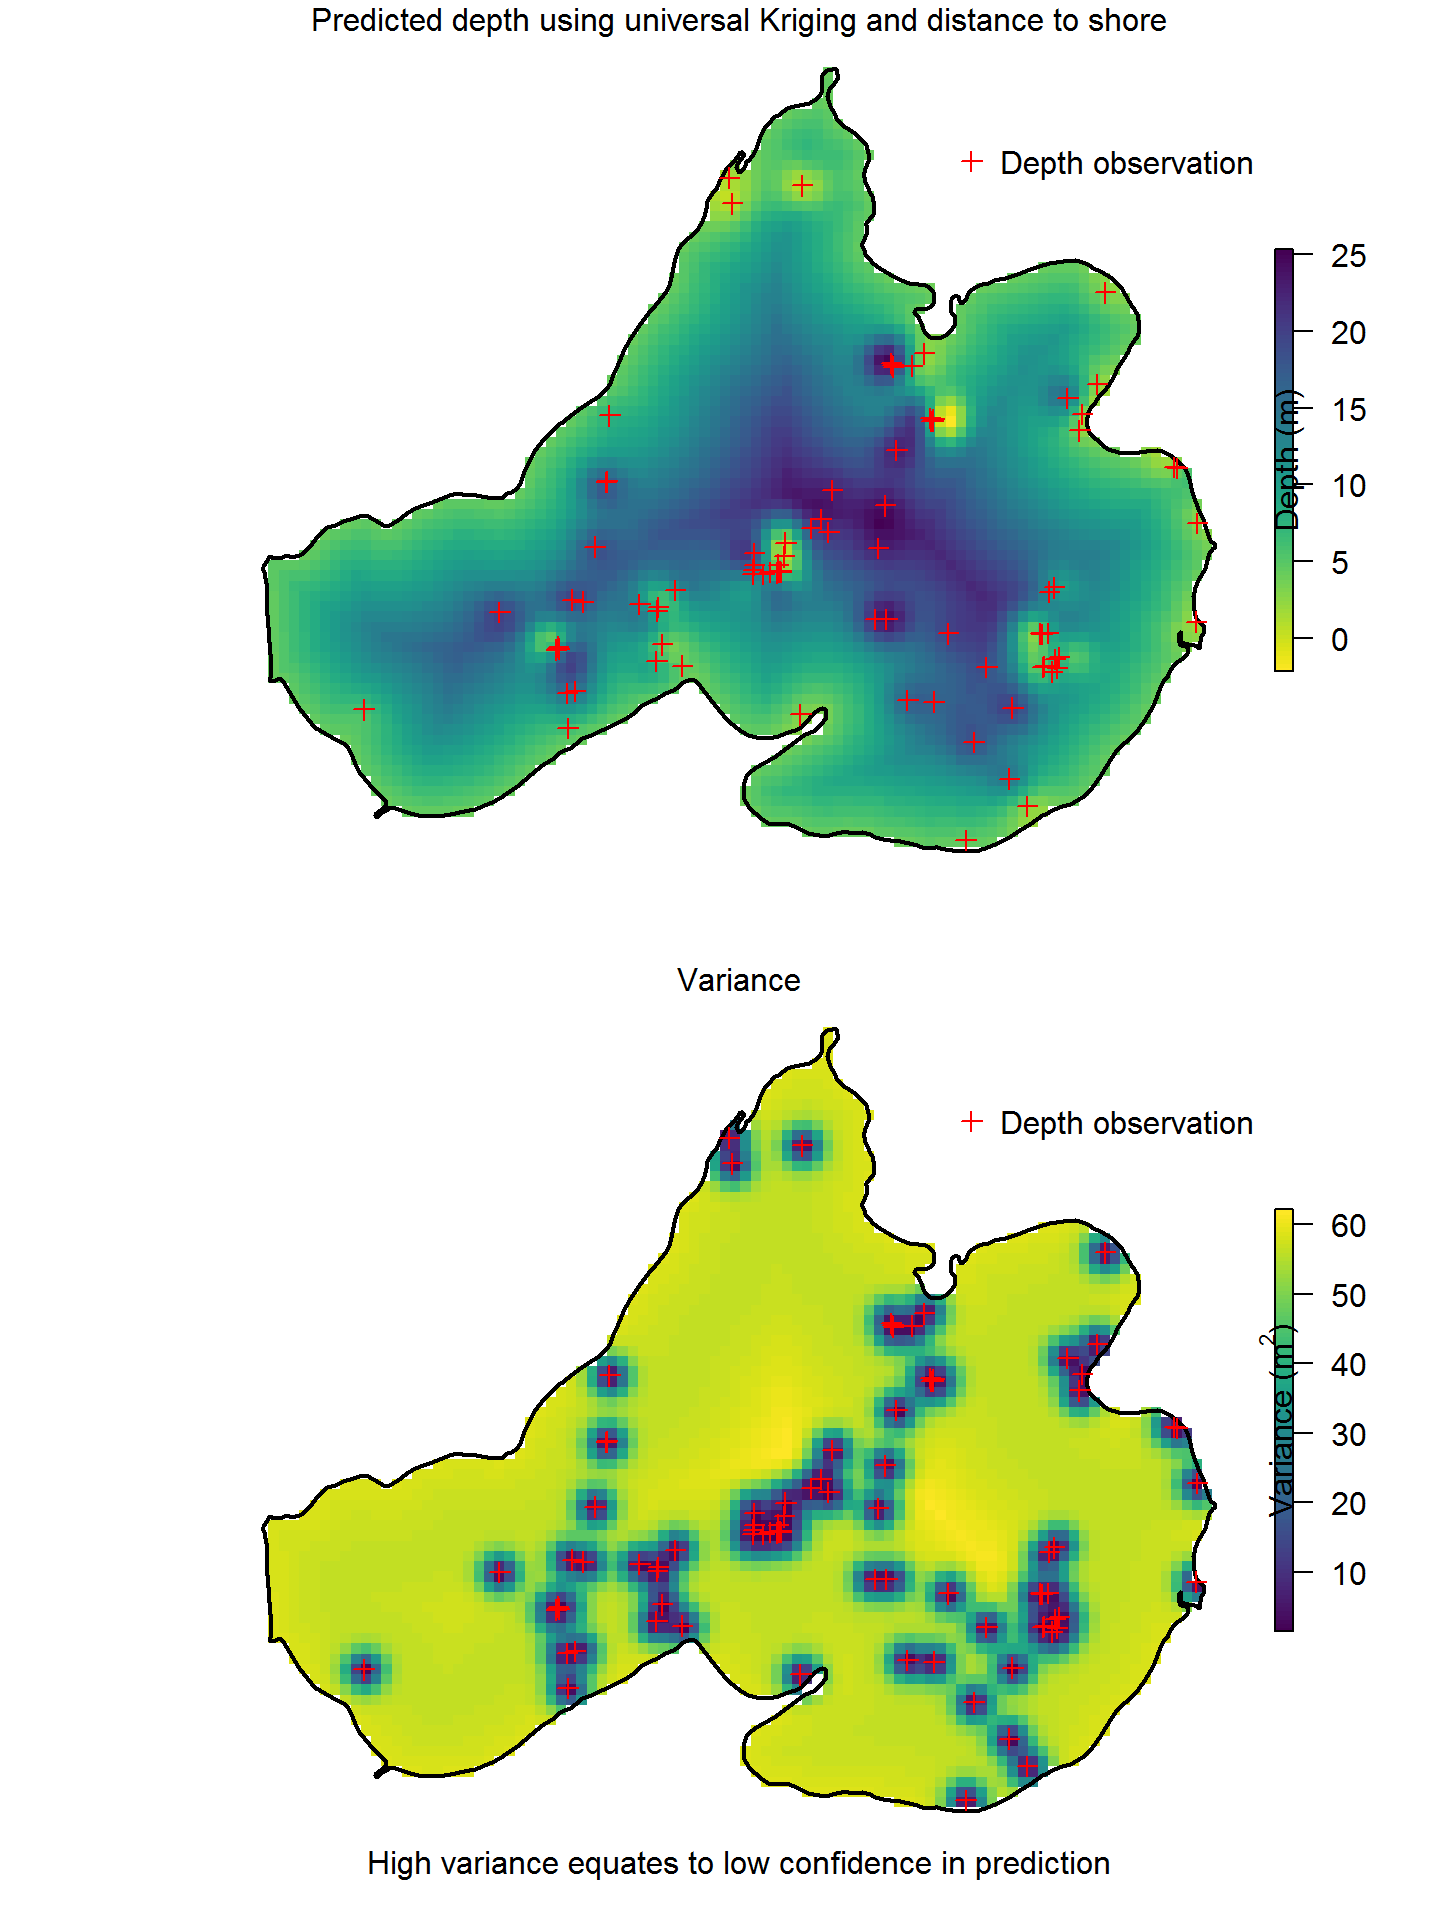 Predicted depth using universal Kriging and distance to shore
Depth observation
25
20
15
10
5
0
Depth (m)
Variance
Depth observation
60
50
40
30
20
10
Variance (m²)
High variance equates to low confidence in prediction